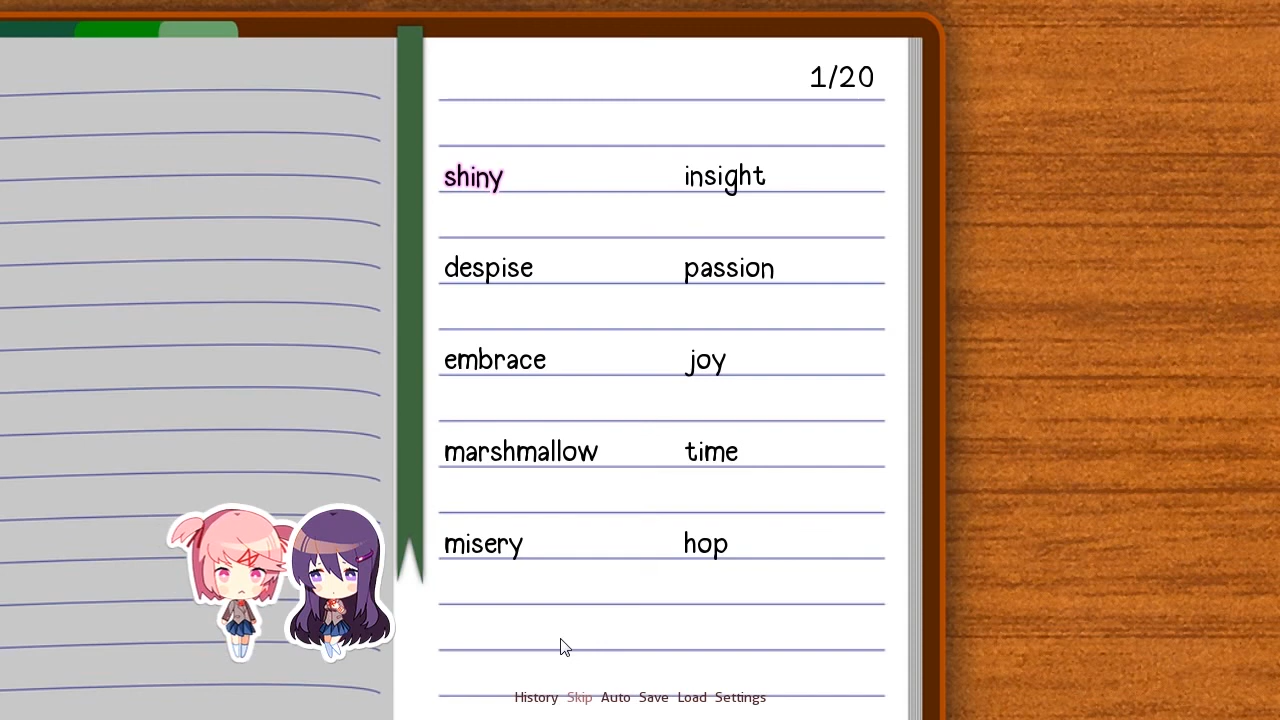 1/20
shiny insight
despise passion
embrace joy
marshmallow time
misery hop
History Skip Auto Save Load Settings